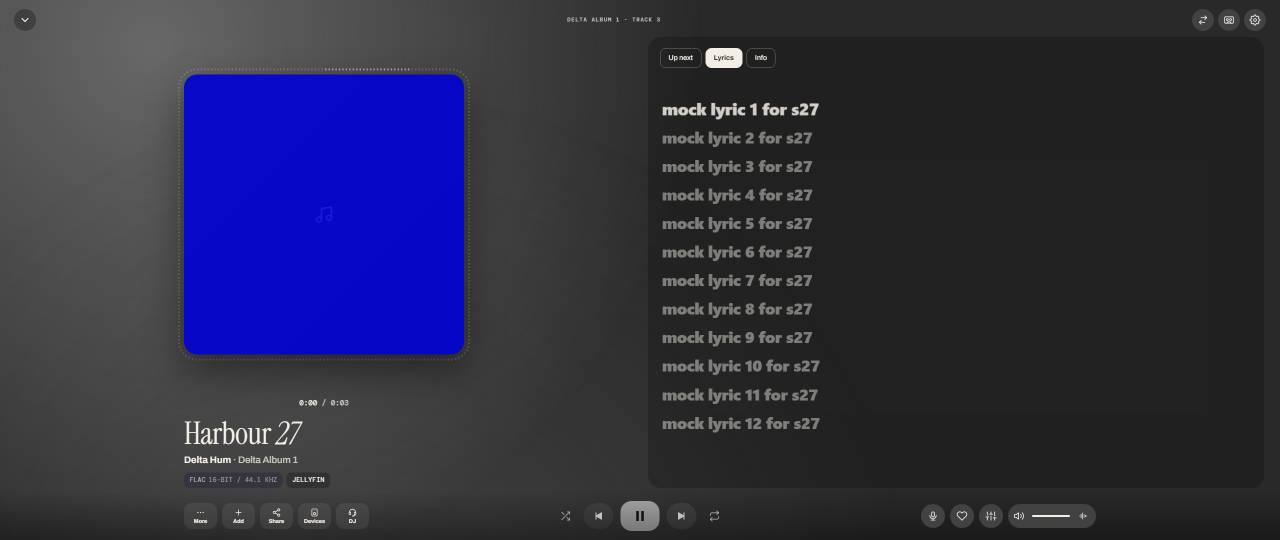 DELTA ALBUM 1 · TRACK 3
Up next
Lyrics
Info
mock lyric 1 for s27
mock lyric 2 for s27
mock lyric 3 for s27
mock lyric 4 for s27
mock lyric 5 for s27
mock lyric 6 for s27
mock lyric 7 for s27
mock lyric 8 for s27
mock lyric 9 for s27
mock lyric 10 for s27
mock lyric 11 for s27
mock lyric 12 for s27
0:00 / 0:03
Harbour 27
Delta Hum · Delta Album 1
FLAC 16-BIT / 44.1 KHZ JELLYFIN
More Add Share Devices DJ